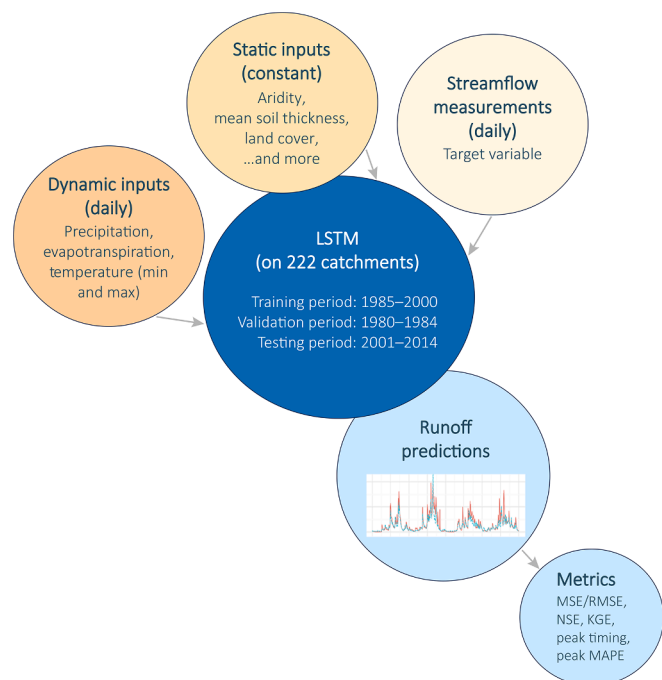 Static inputs
(constant)
Aridity,
mean soil thickness,
land cover,
...and more
Streamflow
measurements
(daily)
Target variable
Dynamic inputs
(daily)
Precipitation,
evapotranspiration,
temperature (min
and max)
LSTM
(on 222 catchments)
Training period: 1985–2000
Validation period: 1980–1984
Testing period: 2001–2014
Runoff
predictions
Metrics
MSE/RMSE,
NSE, KGE,
peak timing,
peak MAPE